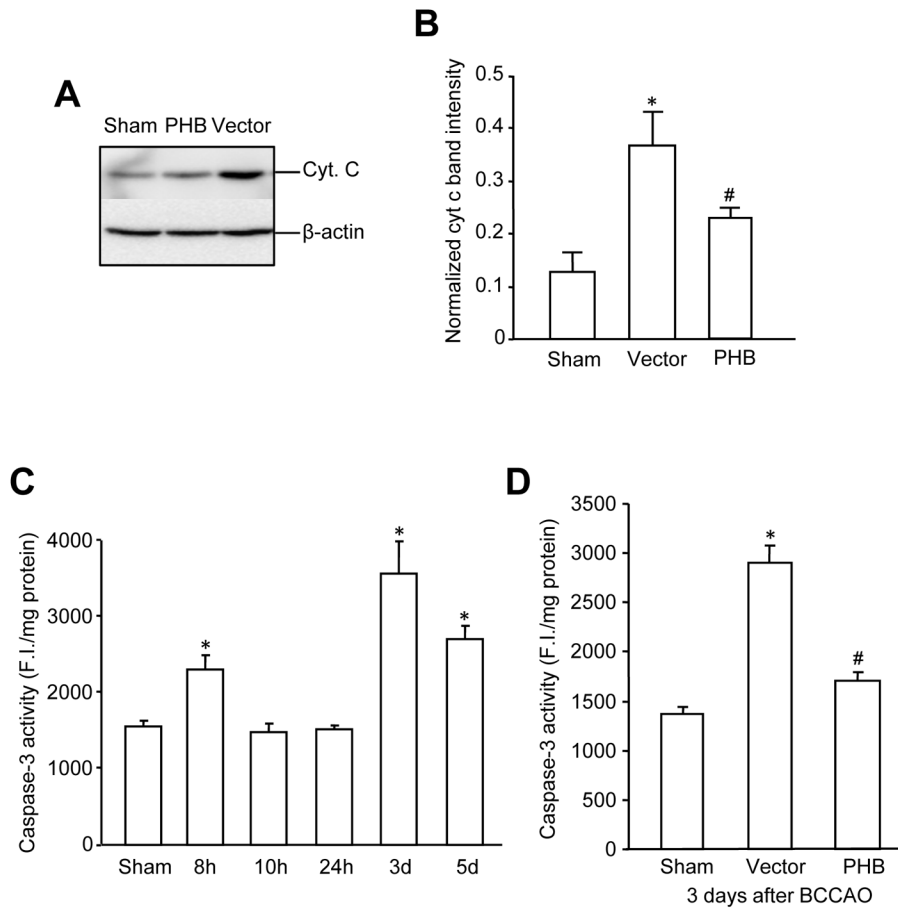 A
Sham PHB Vector
Cyt. C
β-actin
B
Normalized cyt c band intensity
0.5
0.4
0.3
0.2
0.1
0
*
#
Sham Vector PHB
C
Caspase-3 activity (F.I./mg protein)
4000
3000
2000
1000
0
*
*
*
Sham 8h 10h 24h 3d 5d
D
Caspase-3 activity (F.I./mg protein)
3500
3000
2500
2000
1500
1000
500
0
*
#
Sham Vector PHB
3 days after BCCAO